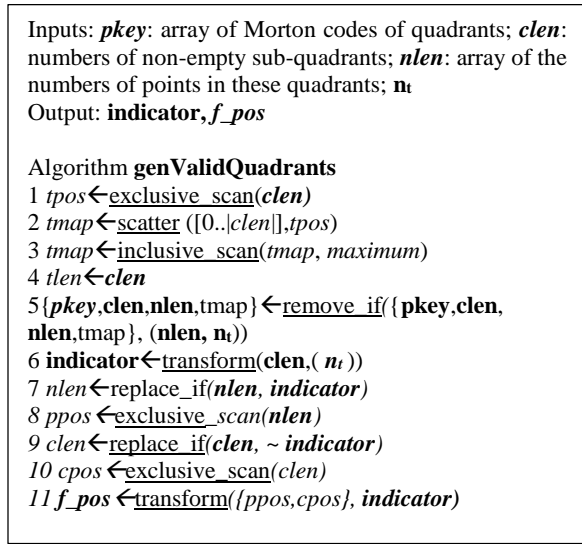 Inputs: pkey: array of Morton codes of quadrants; clen:
numbers of non-empty sub-quadrants; nlen: array of the
numbers of points in these quadrants; nt
Output: indicator, f_pos
Algorithm genValidQuadrants
1 tpos←exclusive_scan(clen)
2 tmap←scatter ([0..|clen|],tpos)
3 tmap←inclusive_scan(tmap, maximum)
4 tlen←clen
5{pkey,clen,nlen,tmap}←remove_if({pkey,clen,
nlen,tmap}, (nlen, nt))
6 indicator←transform(clen,( nt ))
7 nlen←replace_if(nlen, indicator)
8 ppos ←exclusive_scan(nlen)
9 clen←replace_if(clen, ~ indicator)
10 cpos ←exclusive_scan(clen)
11 f_pos ←transform({ppos,cpos}, indicator)